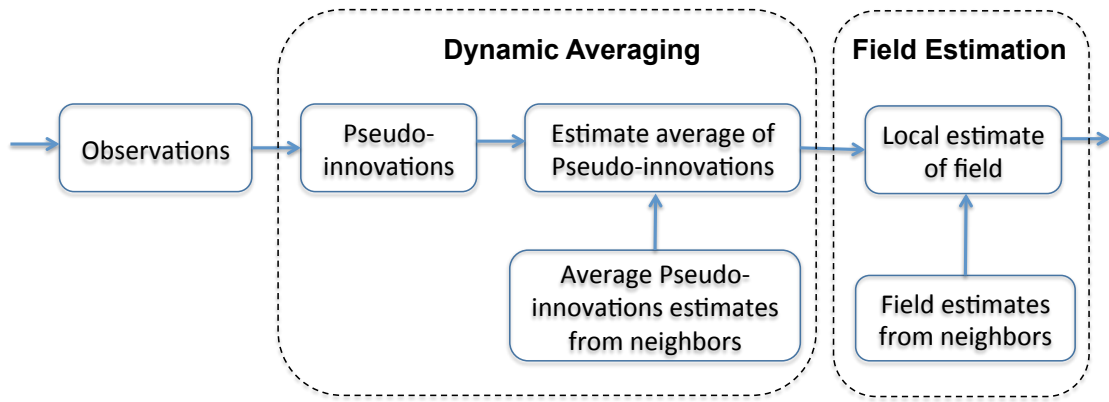 Dynamic Averaging
Field Estimation
Observations
Pseudo-
innovations
Estimate average of
Pseudo-innovations
Local estimate
of field
Average Pseudo-
innovations estimates
from neighbors
Field estimates
from neighbors